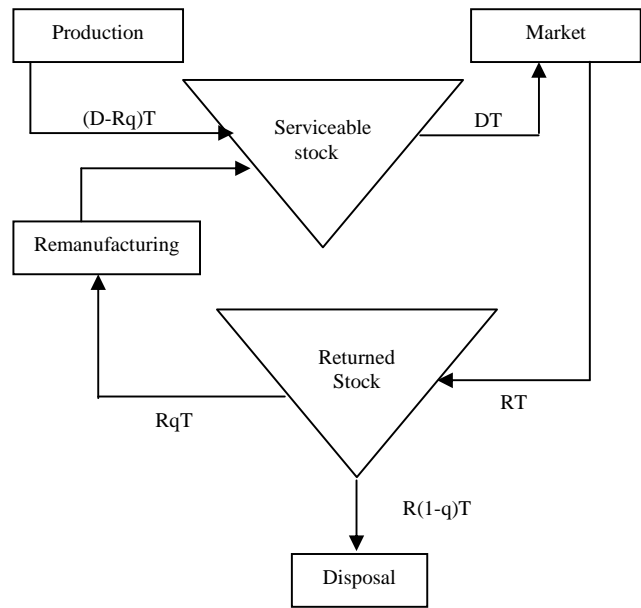 Production
Market
(D-Rq)T
Serviceable
stock
DT
Remanufacturing
Returned
Stock
RqT
RT
R(1-q)T
Disposal